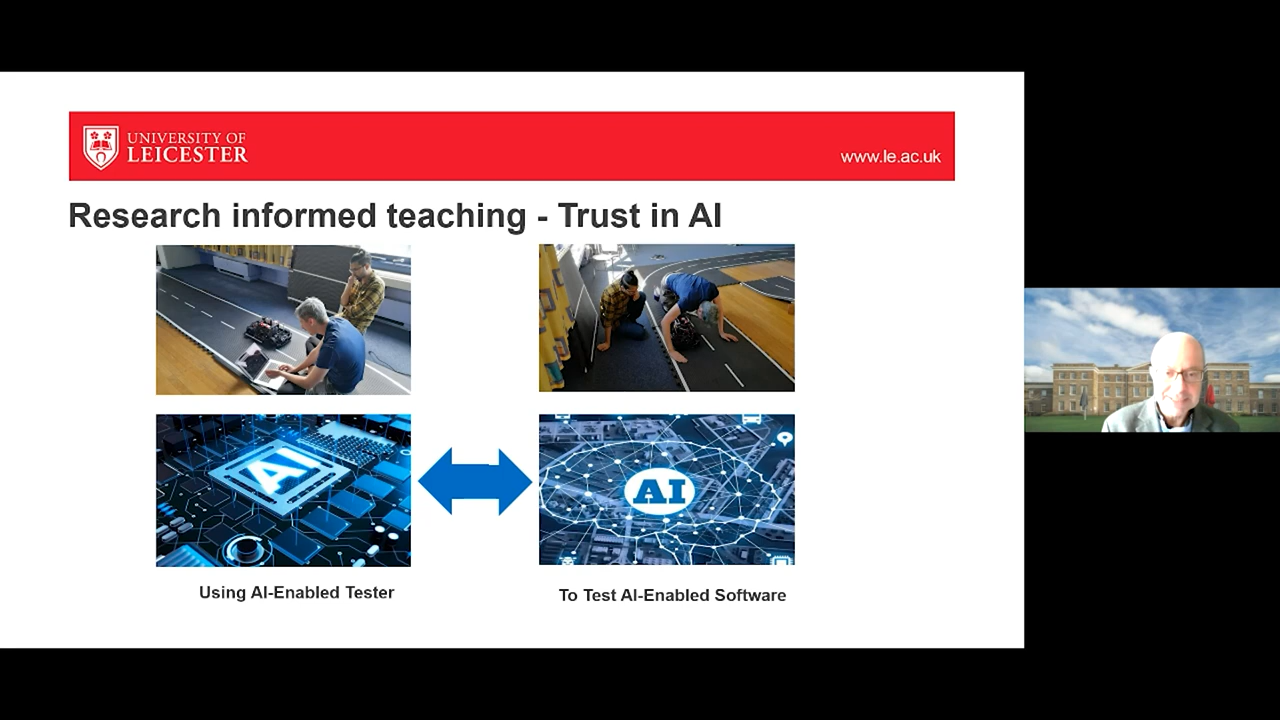 UNIVERSITY OF
LEICESTER
www.le.ac.uk
Research informed teaching - Trust in AI
AI
AI
Using AI-Enabled Tester
To Test AI-Enabled Software